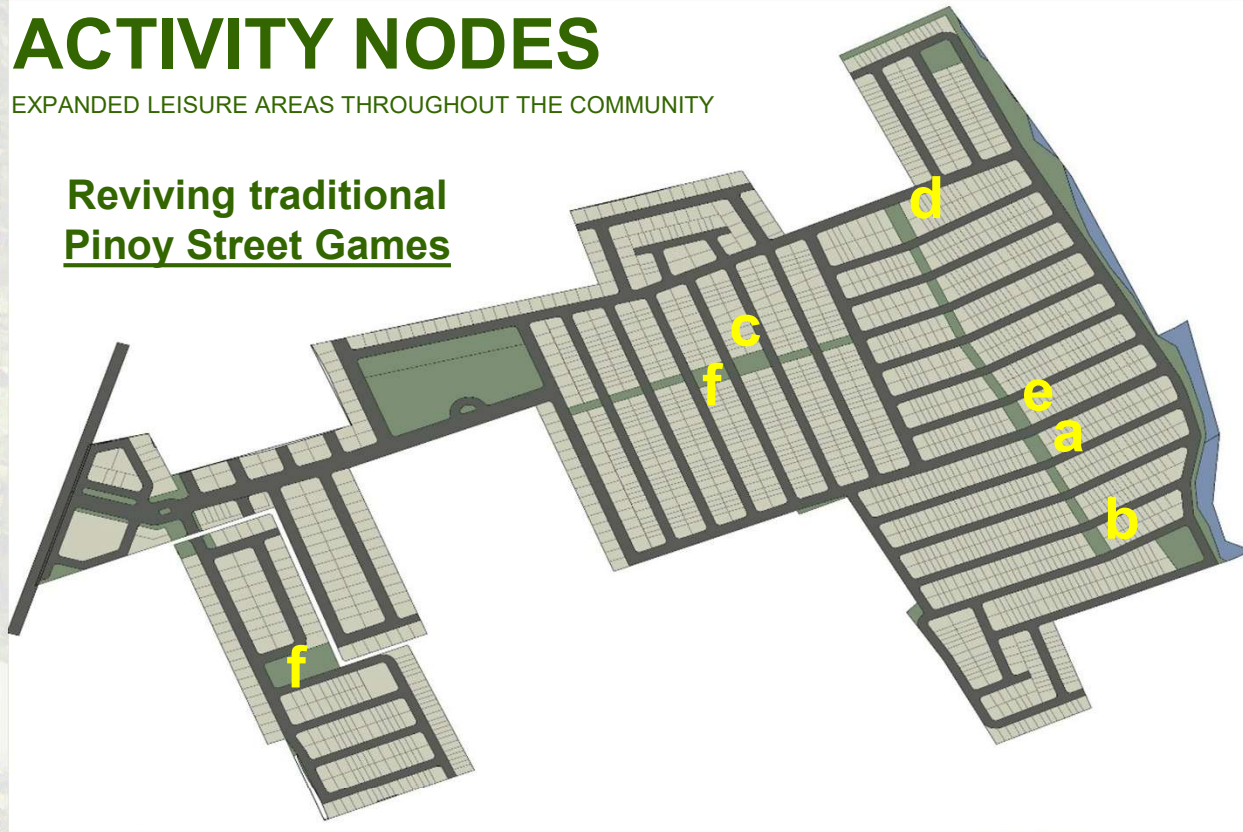 ACTIVITY NODES
EXPANDED LEISURE AREAS THROUGHOUT THE COMMUNITY
Reviving traditional
Pinoy Street Games
d
c
f
e
a
b
f